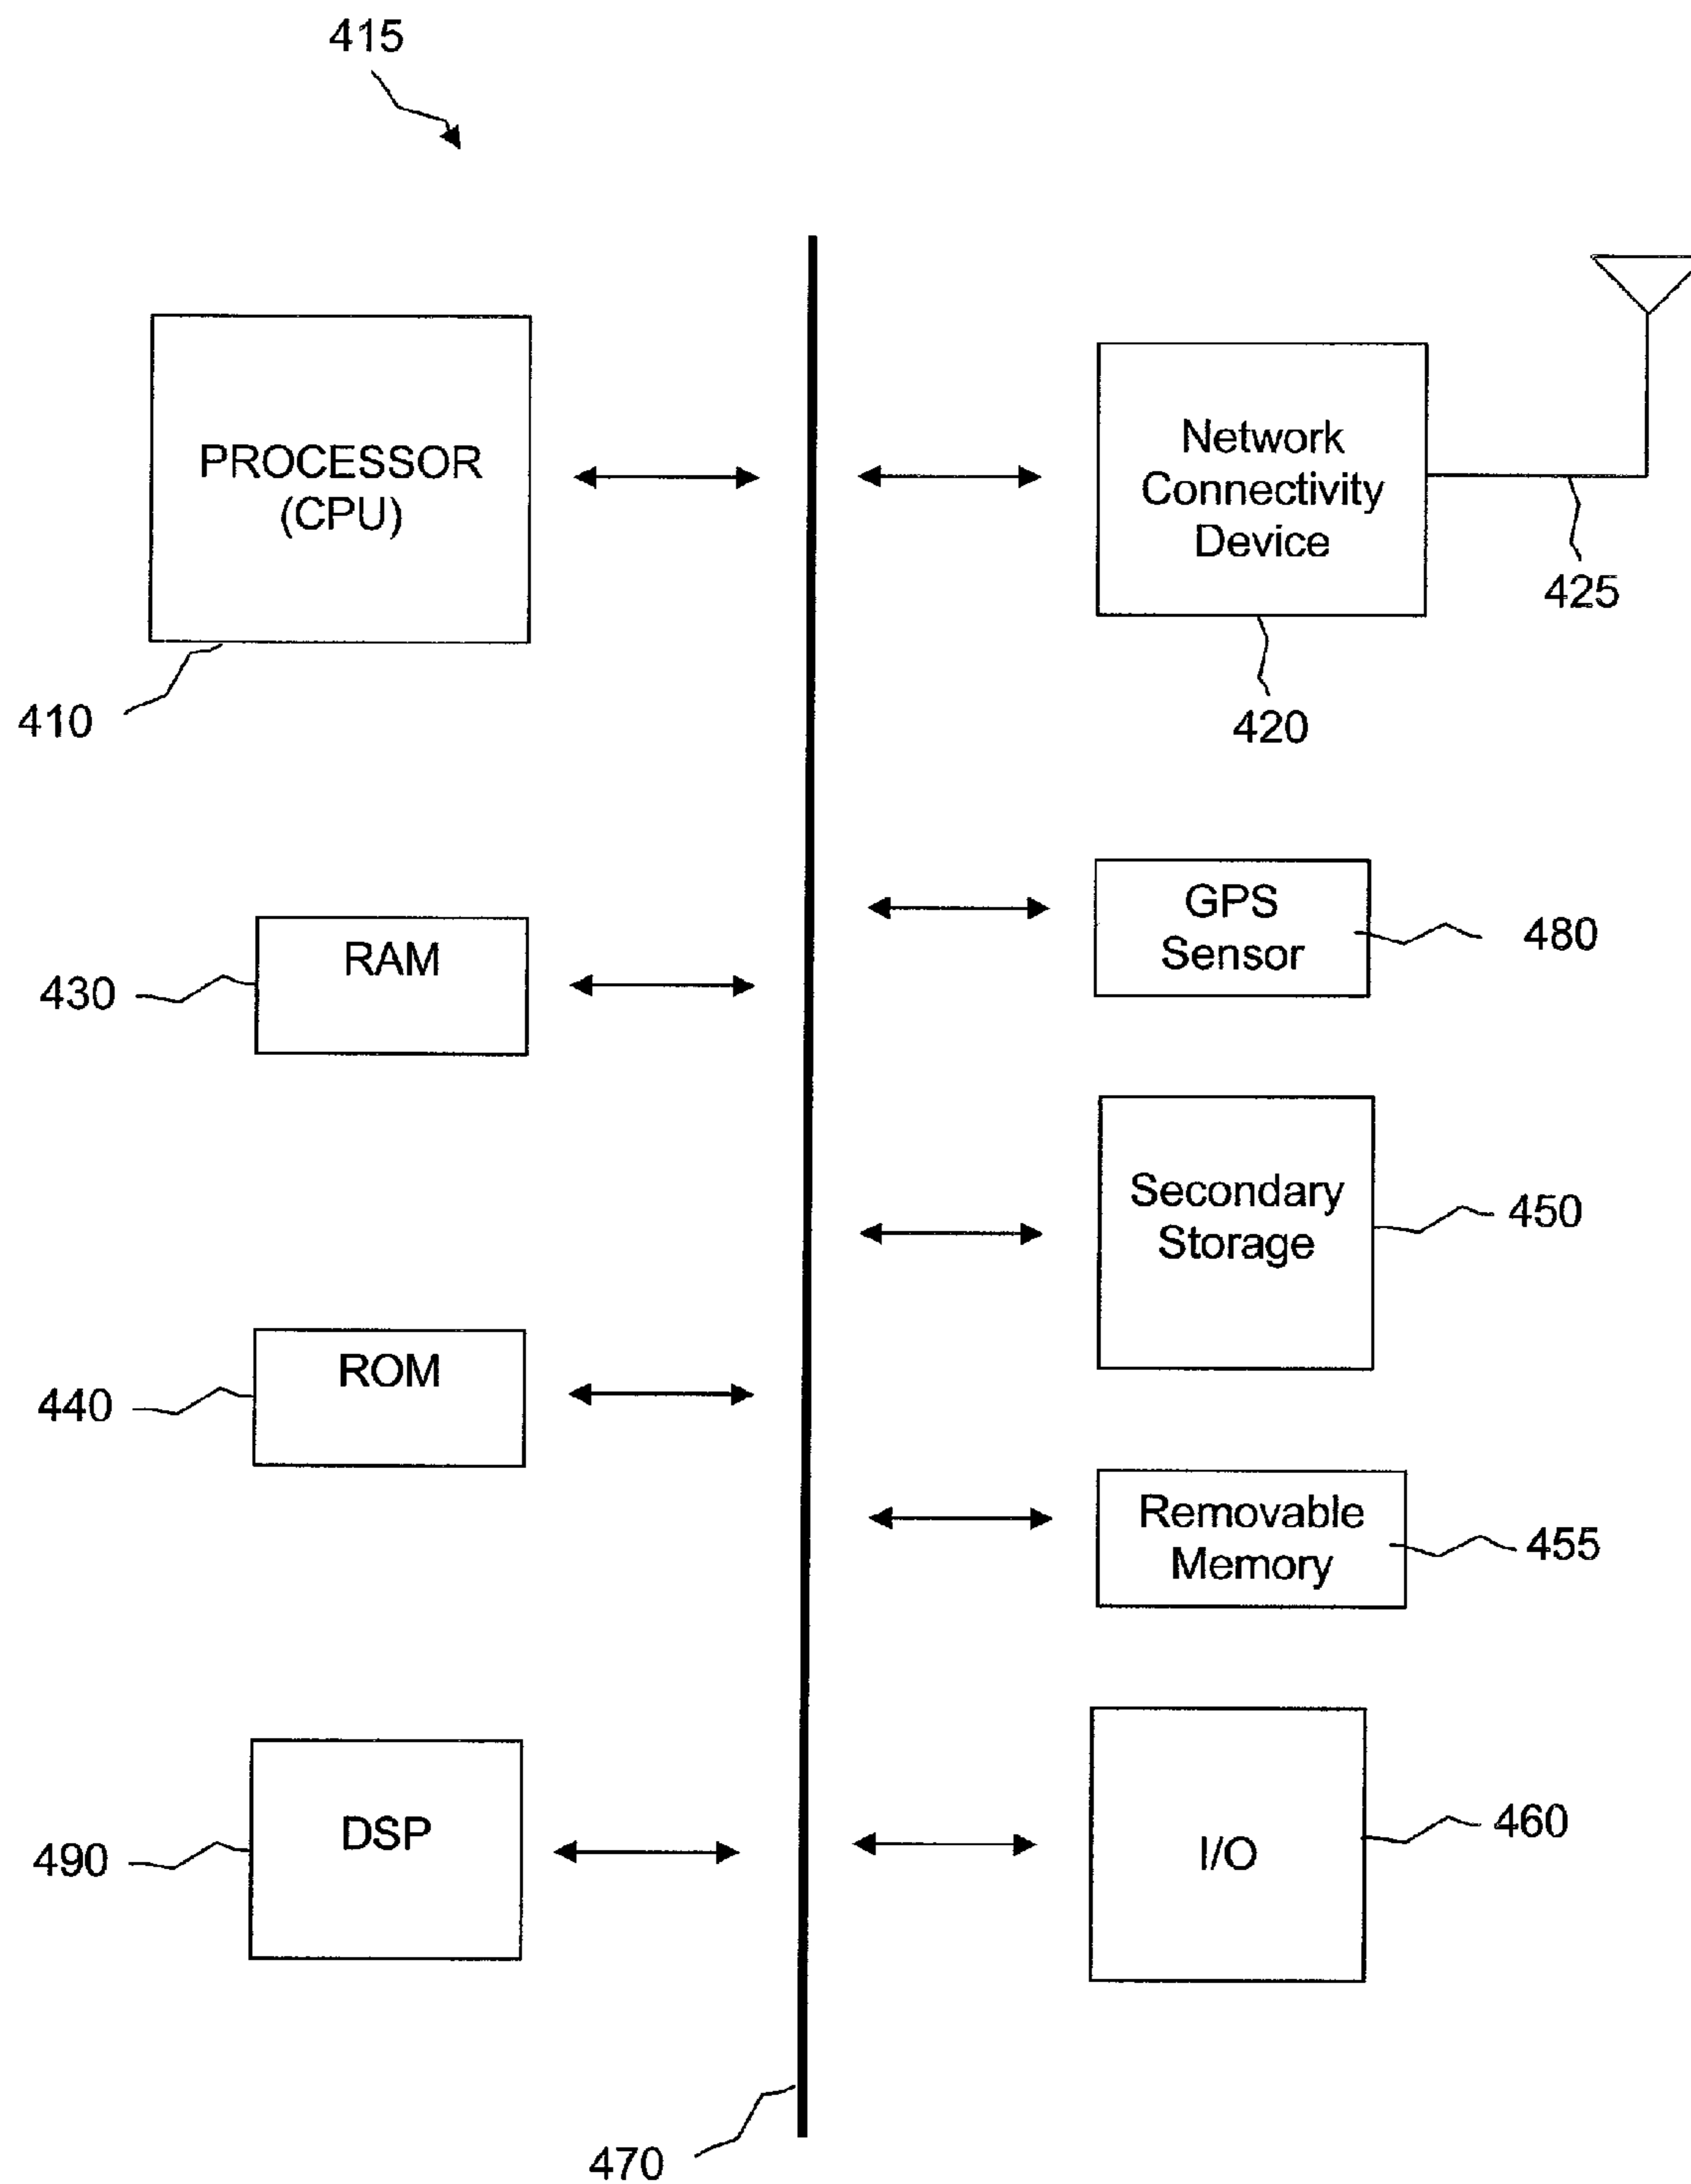 415
PROCESSOR
(CPU)
410
Network
Connectivity
Device
425
420
RAM
430
GPS
Sensor
480
Secondary
Storage
450
ROM
440
Removable
Memory
455
DSP
490
I/O
460
470